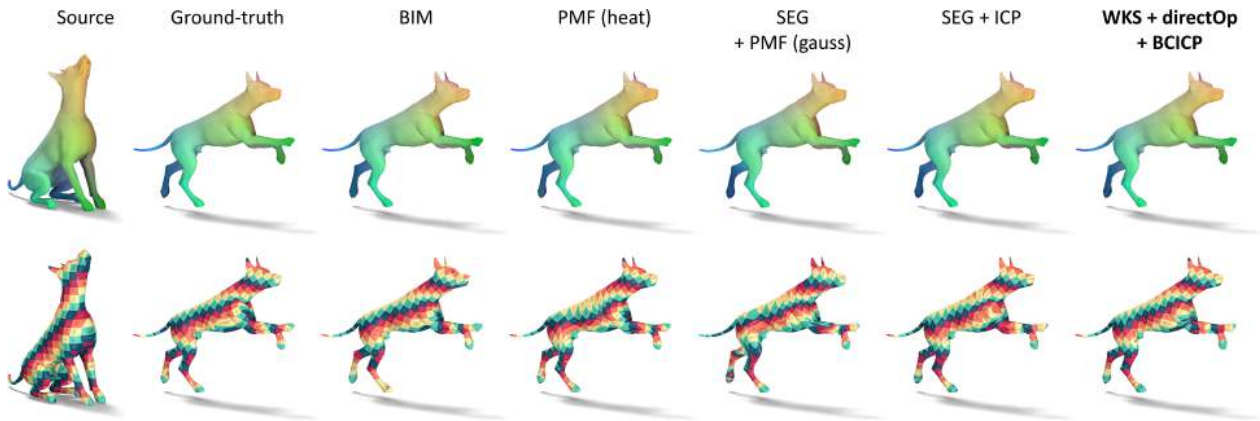 Source
Ground-truth
BIM
PMF (heat)
SEG
+ PMF (gauss)
SEG + ICP
WKS + directOp
+ BCICP